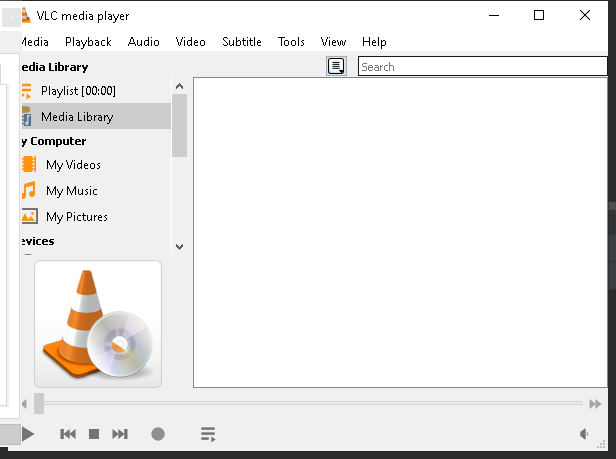 VLC media player
Media Playback Audio Video Subtitle Tools View Help
edia Library
Search
Playlist [00:00]
Media Library
y Computer
My Videos
My Music
My Pictures
evices